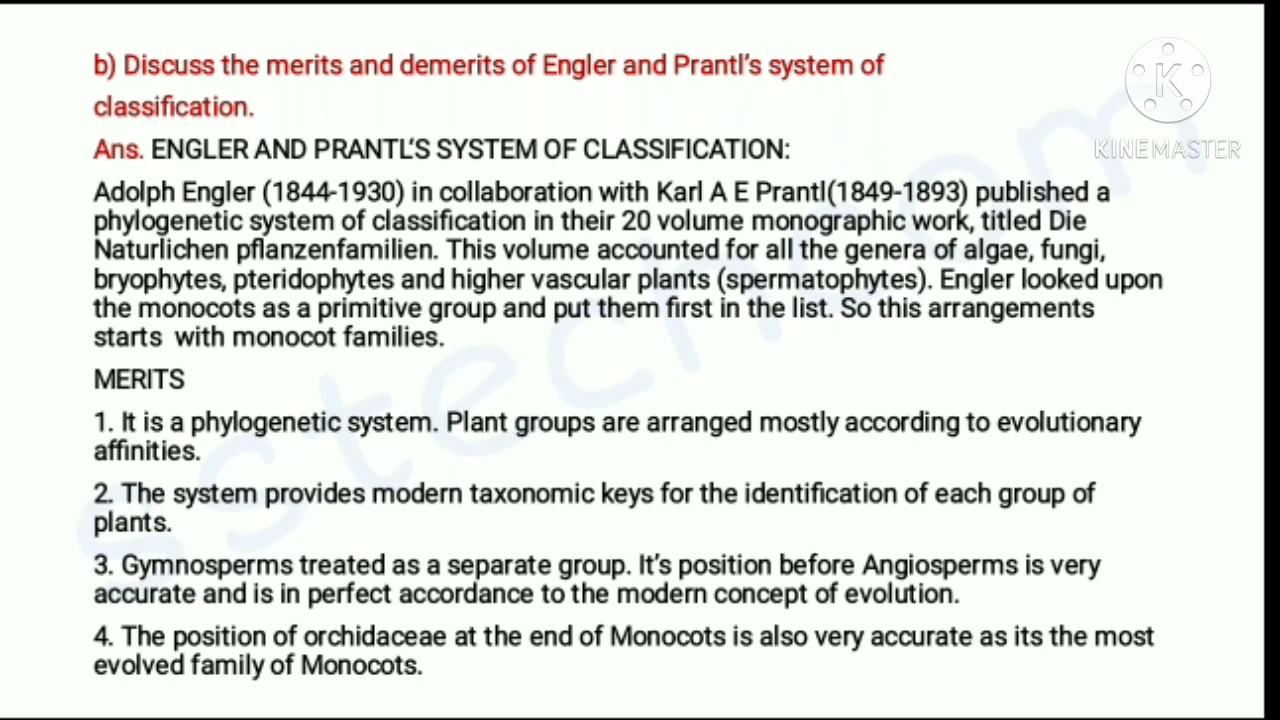 b) Discuss the merits and demerits of Engler and Prantl's system of
classification.
Ans. ENGLER AND PRANTL'S SYSTEM OF CLASSIFICATION:
Adolph Engler (1844-1930) in collaboration with Karl A E Prantl(1849-1893) published a
phylogenetic system of classification in their 20 volume monographic work, titled Die
Naturlichen pflanzenfamilien. This volume accounted for all the genera of algae, fungi,
bryophytes, pteridophytes and higher vascular plants (spermatophytes). Engler looked upon
the monocots as a primitive group and put them first in the list. So this arrangements
starts with monocot families.
MERITS
1. It is a phylogenetic system. Plant groups are arranged mostly according to evolutionary
affinities.
2. The system provides modern taxonomic keys for the identification of each group of
plants.
3. Gymnosperms treated as a separate group. It's position before Angiosperms is very
accurate and is in perfect accordance to the modern concept of evolution.
4. The position of orchidaceae at the end of Monocots is also very accurate as its the most
evolved family of Monocots.
K
KINEMASTER